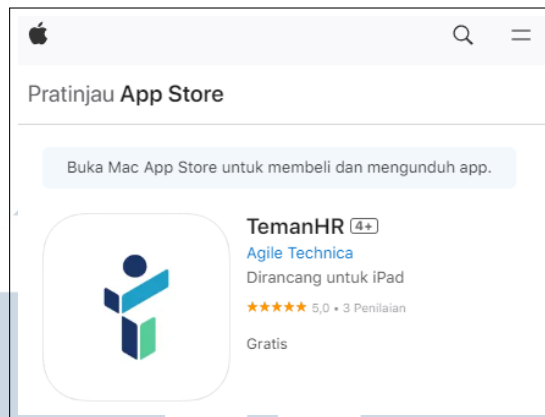 Pratinjau App Store
Buka Mac App Store untuk membeli dan mengunduh app.
TemanHR 4+
Agile Technica
Dirancang untuk iPad
★★★★★ 5,0 • 3 Penilaian
Gratis